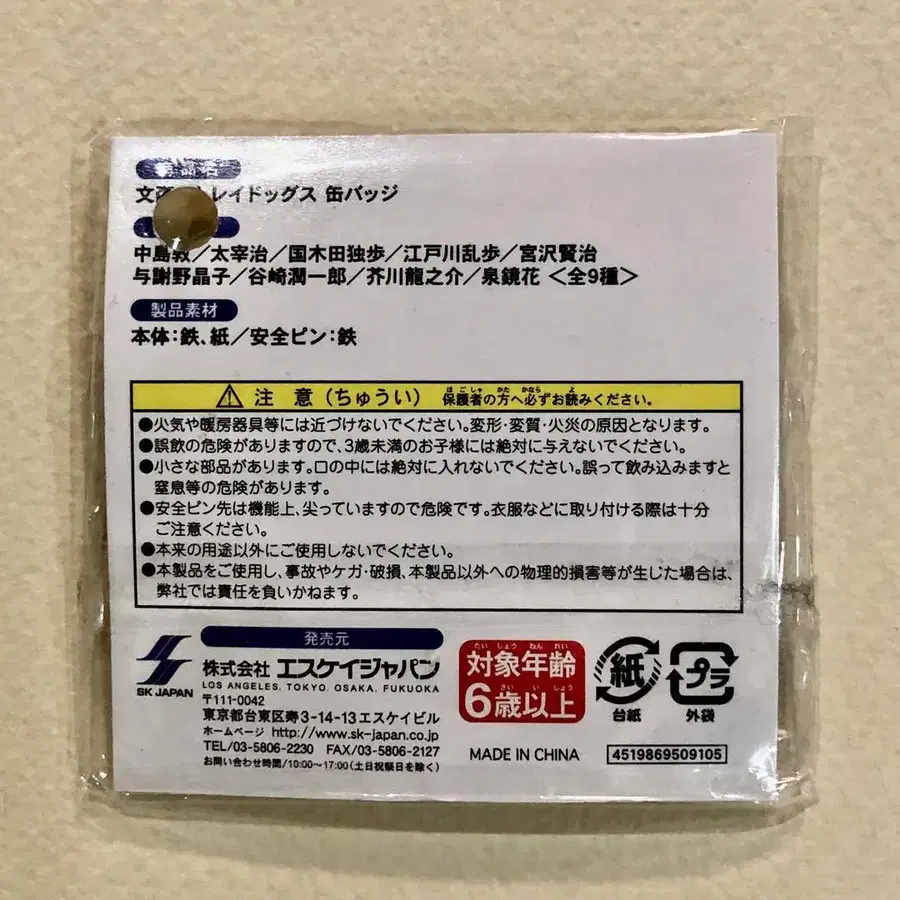 レイドッグス 缶バッジ
中島敦/太宰治/国木田独歩/江戸川乱歩/宮沢賢治
与謝野晶子/谷崎潤一郎/芥川龍之介/泉鏡花 <全9種>
製品素材
本体:鉄、紙/安全ピン:鉄
注 意(ちゅうい) 保護者の方へ必ずお読みください。
●火気や暖房器具等には近づけないでください。変形・変質・火災の原因となります。
●誤飲の危険がありますので、3歳未満のお子様には絶対に与えないでください。
●小さな部品があります。口の中には絶対に入れないでください。誤って飲み込みますと
窒息等の危険があります。
●安全ピン先は機能上、尖っていますので危険です。衣服などに取り付ける際は十分
ご注意ください。
●本来の用途以外にご使用しないでください。
●本製品をご使用し、事故やケガ・破損、本製品以外への物理的損害等が生じた場合は、
弊社では責任を負いかねます。
SK JAPAN
発売元
株式会社 エスケイジャパン
LOS ANGELES. TOKYO. OSAKA. FUKUOKA
〒111-0042
東京都台東区寿3-14-13エスケイビル
ホームページ http://www.sk-japan.co.jp
TEL/03-5806-2230 FAX/03-5806-2127
お問い合わせ時間/10:00~17:00(土日祝祭日を除く)
対象年齢
6歳以上
紙
台紙
プラ
外袋
MADE IN CHINA
4519869509105